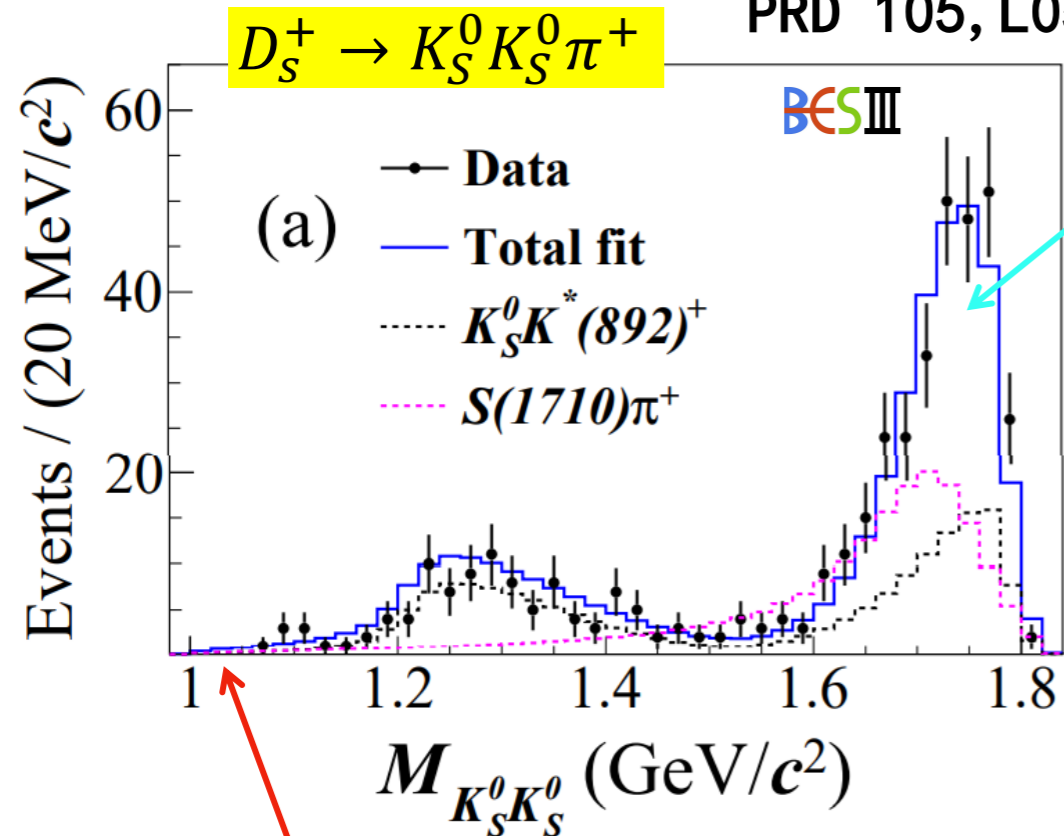 PRD 105, L05
D_s^+ → K_S^0 K_S^0 π^+
BESIII
Events / (20 MeV/c²)
60
40
20
(a)
Data
Total fit
K_S^0 K^*(892)^+
S(1710)π^+
1 1.2 1.4 1.6 1.8
M_{K_S^0 K_S^0} (GeV/c²)